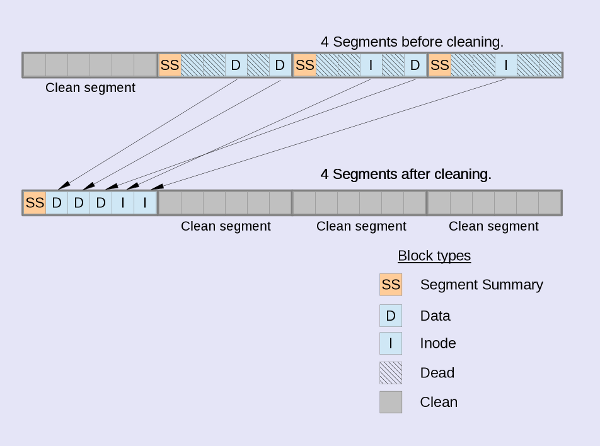 4 Segments before cleaning.
SS D D SS I D SS I
Clean segment
4 Segments after cleaning.
SS D D D I I
Clean segment Clean segment Clean segment
Block types
SS Segment Summary
D Data
I Inode
Dead
Clean